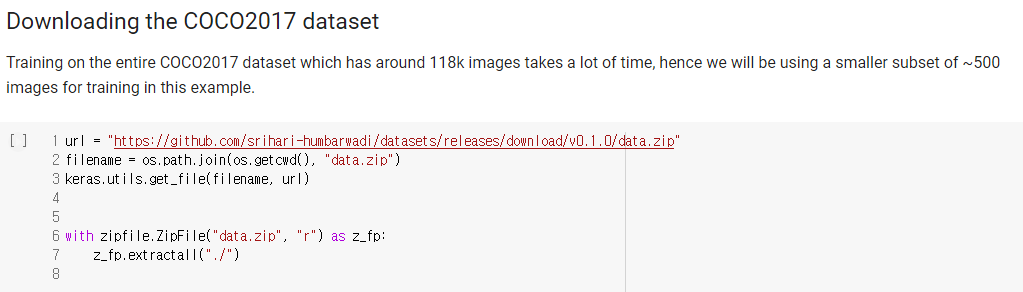 Downloading the COCO2017 dataset
Training on the entire COCO2017 dataset which has around 118k images takes a lot of time, hence we will be using a smaller subset of ~500
images for training in this example.
[ ] 1 url = "https://github.com/srihari-humbarwadi/datasets/releases/download/v0.1.0/data.zip"
2 filename = os.path.join(os.getcwd(), "data.zip")
3 keras.utils.get_file(filename, url)
4
5
6 with zipfile.ZipFile("data.zip", "r") as z_fp:
7     z_fp.extractall("./")
8